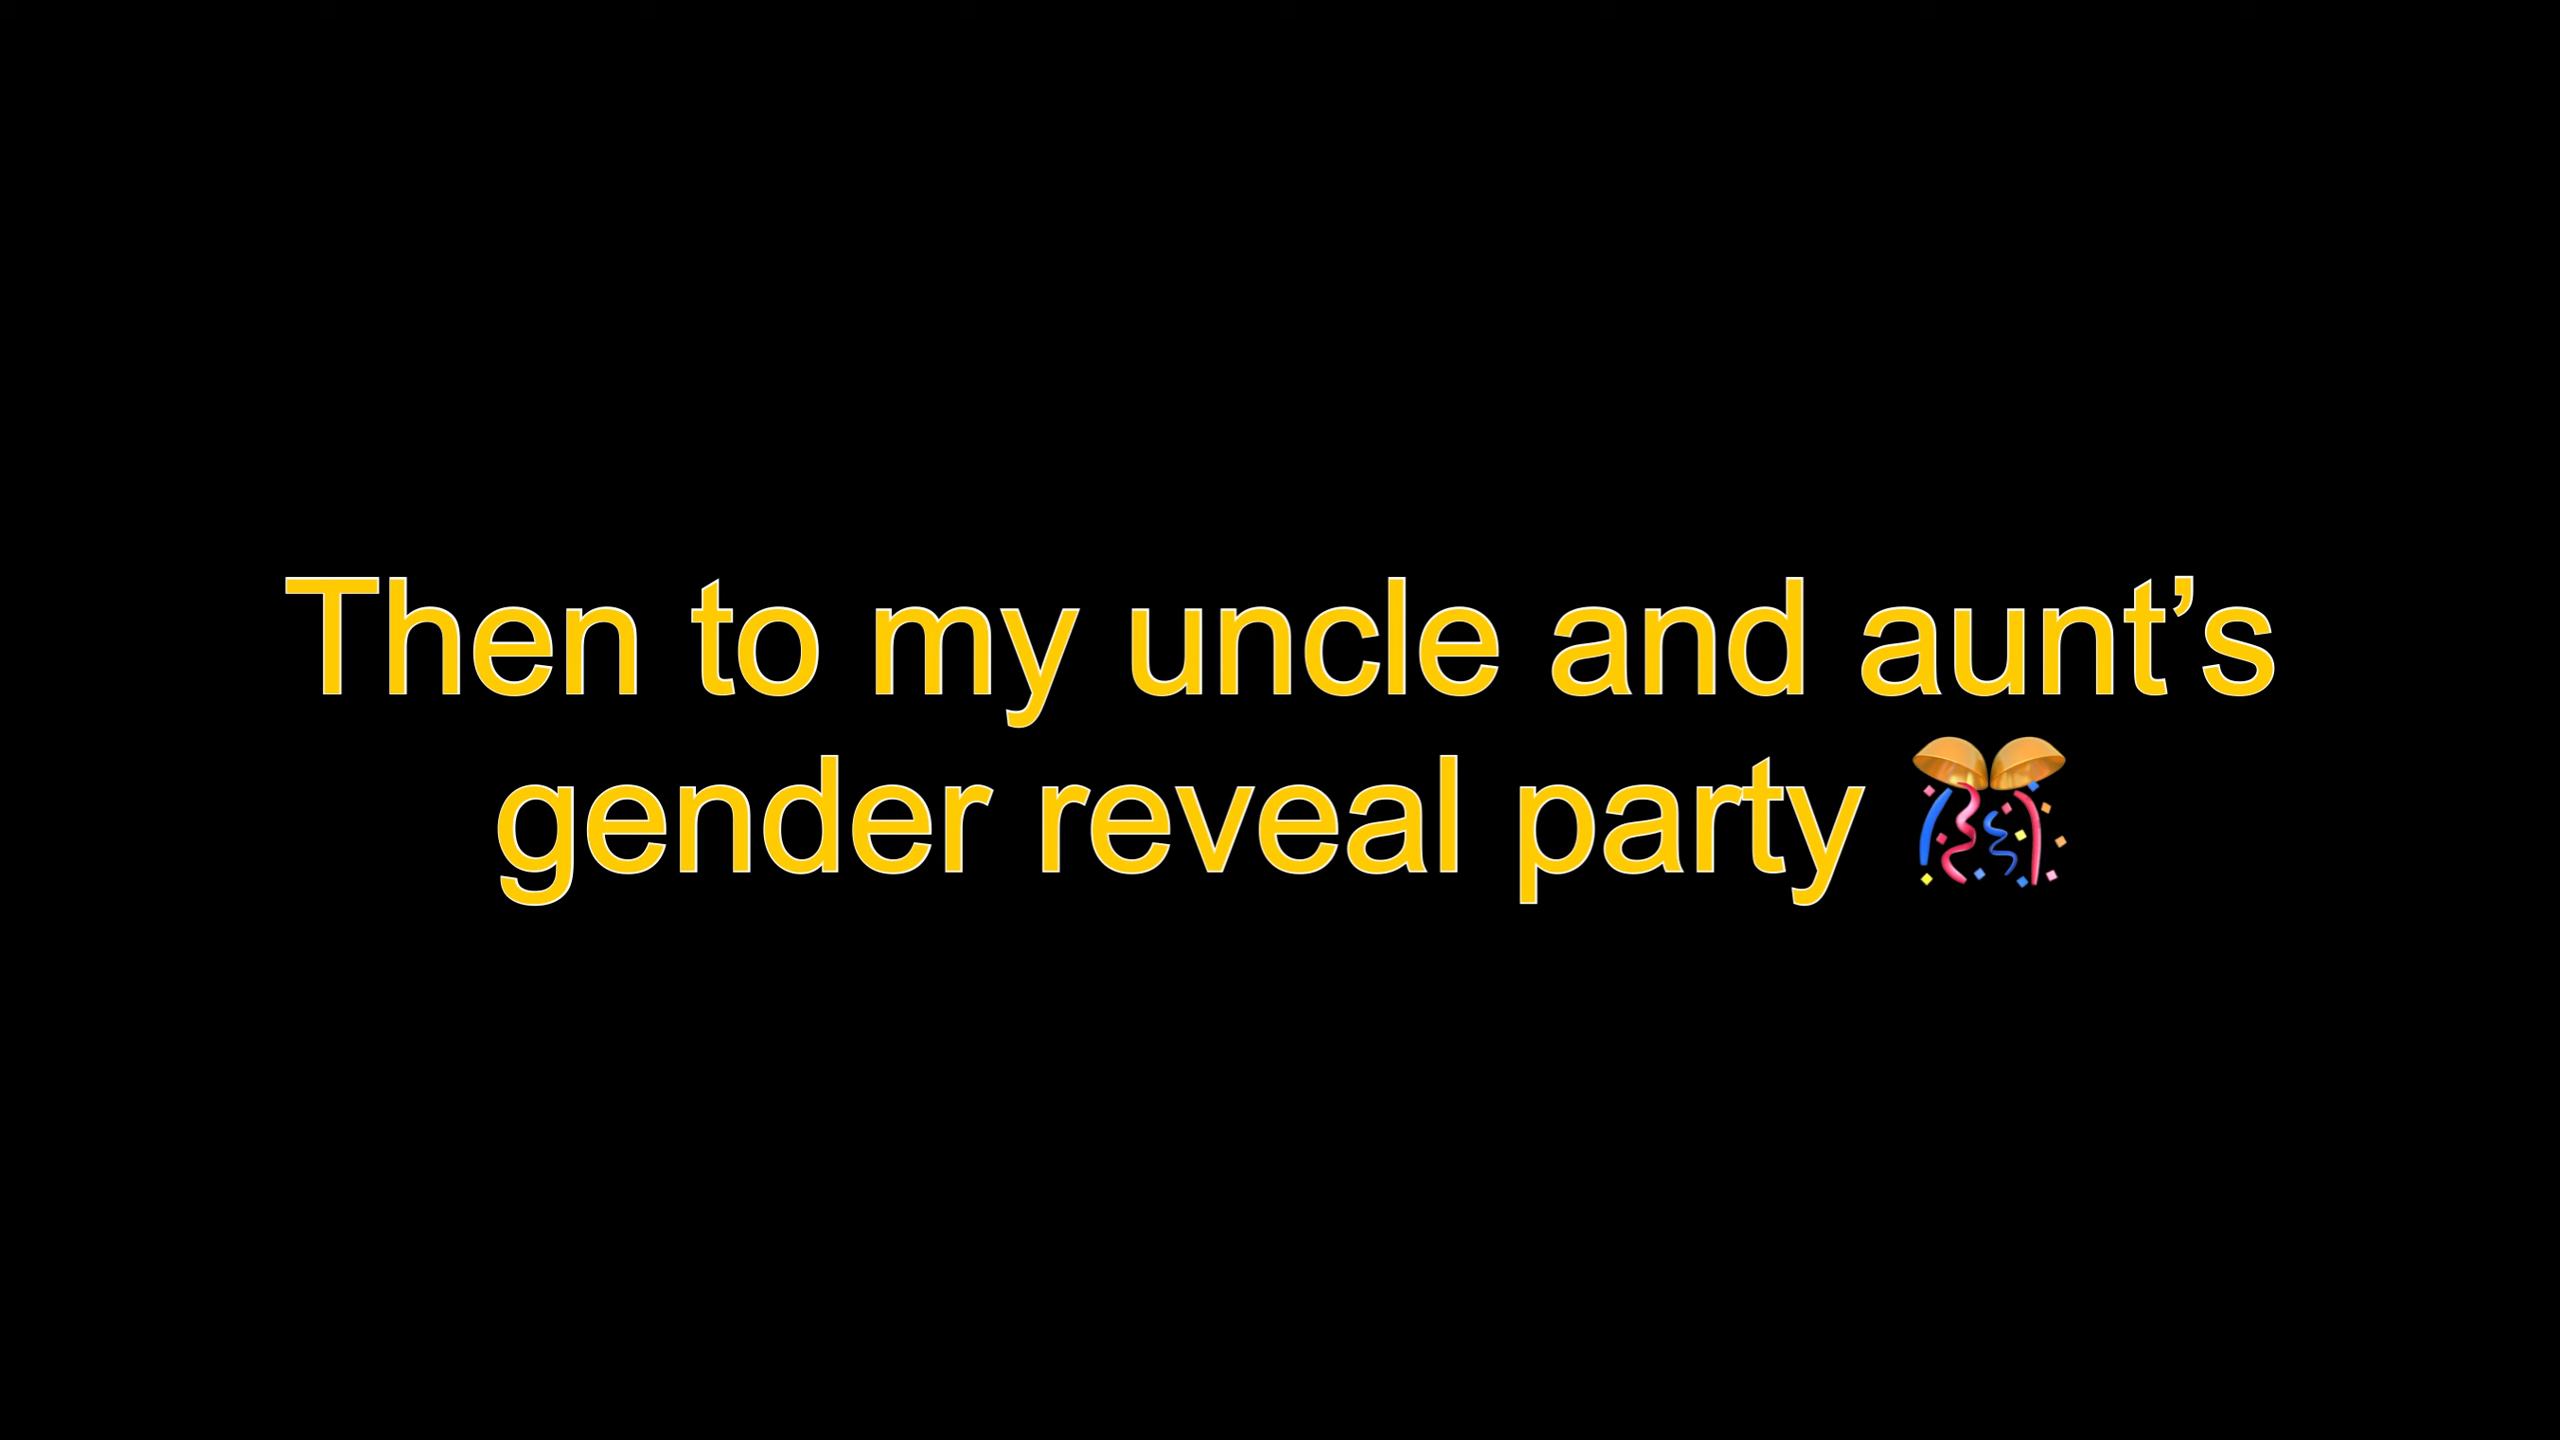 Then to my uncle and aunt’s
gender reveal party 🎊